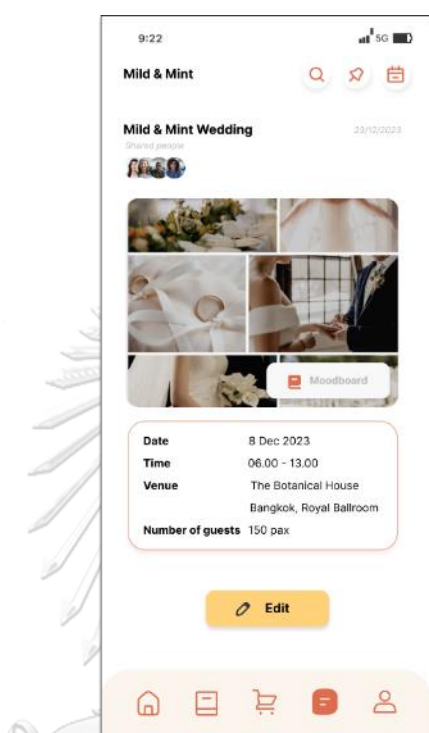 9:22
5G
Mild & Mint
Mild & Mint Wedding
23/12/2023
Shared people
Moodboard
Date 8 Dec 2023
Time 06.00 - 13.00
Venue The Botanical House
Bangkok, Royal Ballroom
Number of guests 150 pax
Edit